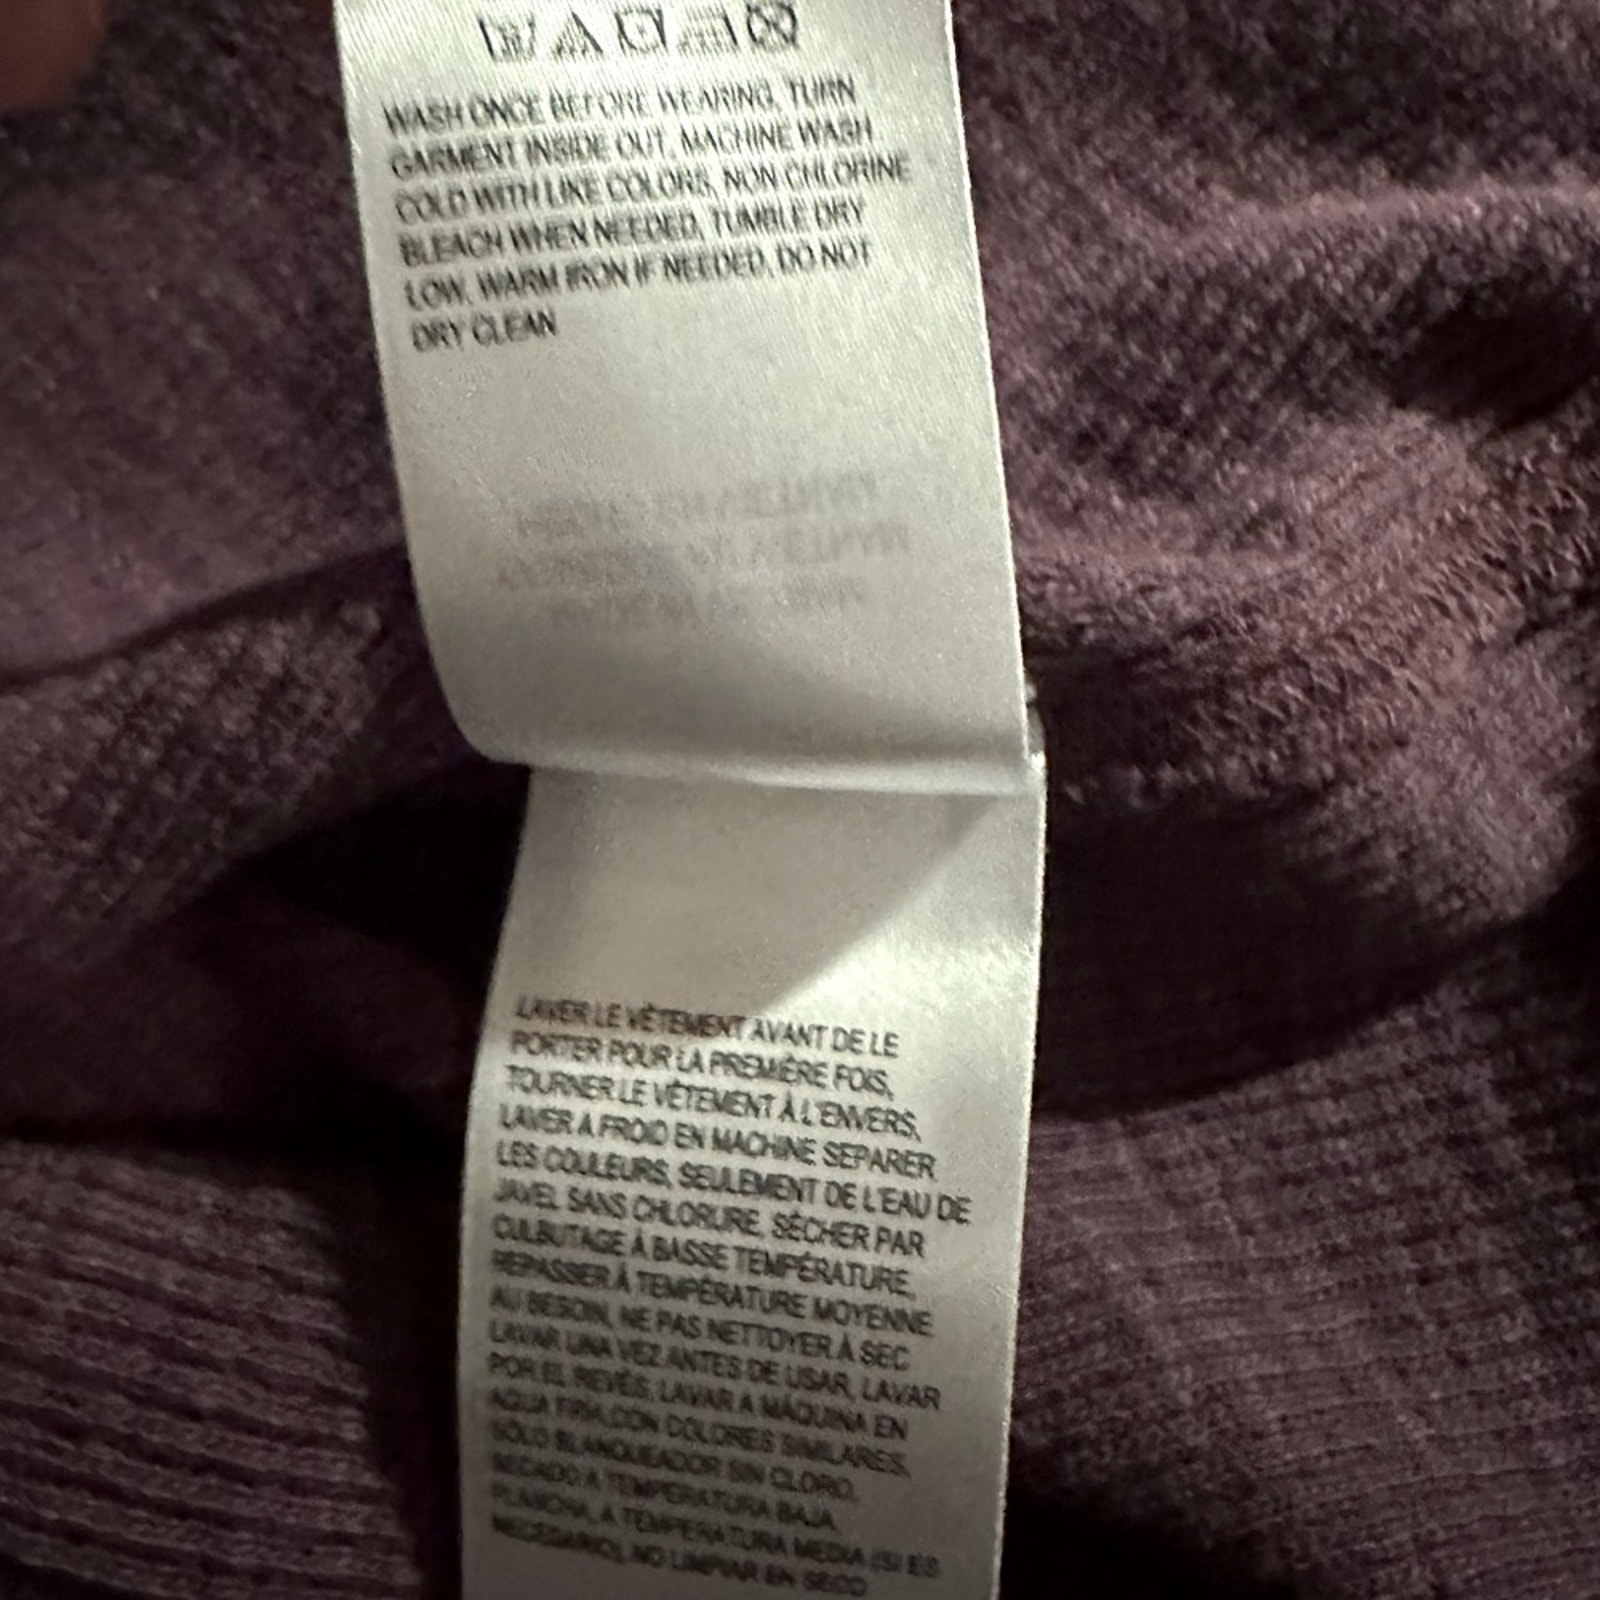 WASH ONCE BEFORE WEARING, TURN
GARMENT INSIDE OUT, MACHINE WASH
COLD WITH LIKE COLORS, NON CHLORINE
BLEACH WHEN NEEDED, TUMBLE DRY
LOW, WARM IRON IF NEEDED, DO NOT
DRY CLEAN
LAVER LE VÊTEMENT AVANT DE LE
PORTER POUR LA PREMIÈRE FOIS,
TOURNER LE VÊTEMENT À L'ENVERS,
LAVER A FROID EN MACHINE SEPARER
LES COULEURS, SEULEMENT DE L'EAU DE
JAVEL SANS CHLORURE, SÉCHER PAR
CULBUTAGE À BASSE TEMPÉRATURE,
REPASSER À TEMPÉRATURE MOYENNE
AU BESOIN, NE PAS NETTOYER À SEC
LAVAR UNA VEZ ANTES DE USAR, LAVAR
POR EL REVÉS, LAVAR A MÁQUINA EN
AGUA FRIA,CON COLORES SIMILARES,
SÓLO BLANQUEADOR SIN CLORO,
SECADO A TEMPERATURA BAJA,
PLANCHA, A TEMPERATURA MEDIA (SI ES
NECESARIO), NO LIMPIAR EN SECO